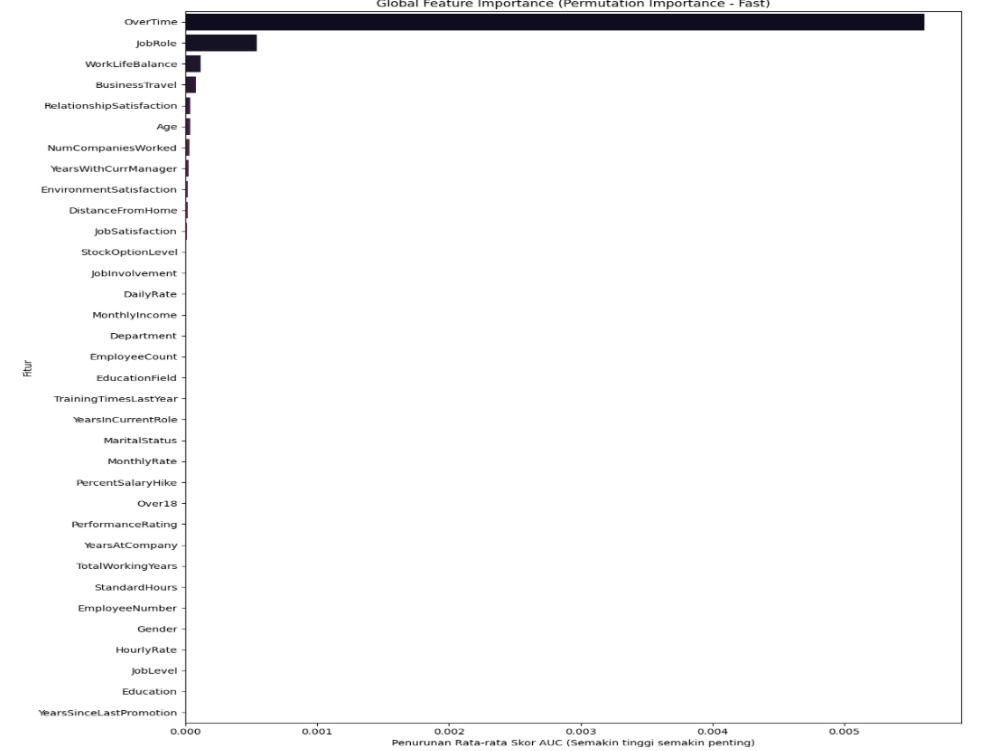 Global Feature Importance (Permutation Importance - Fast)
OverTime
JobRole
WorkLifeBalance
BusinessTravel
RelationshipSatisfaction
Age
NumCompaniesWorked
YearsWithCurrManager
EnvironmentSatisfaction
DistanceFromHome
JobSatisfaction
StockOptionLevel
JobInvolvement
DailyRate
MonthlyIncome
Department
EmployeeCount
EducationField
TrainingTimesLastYear
YearsInCurrentRole
MaritalStatus
MonthlyRate
PercentSalaryHike
Over18
PerformanceRating
YearsAtCompany
TotalWorkingYears
StandardHours
EmployeeNumber
Gender
HourlyRate
JobLevel
Education
YearsSinceLastPromotion
Fitur
0.000 0.001 0.002 0.003 0.004 0.005
Penurunan Rata-rata Skor AUC (Semakin tinggi semakin penting)